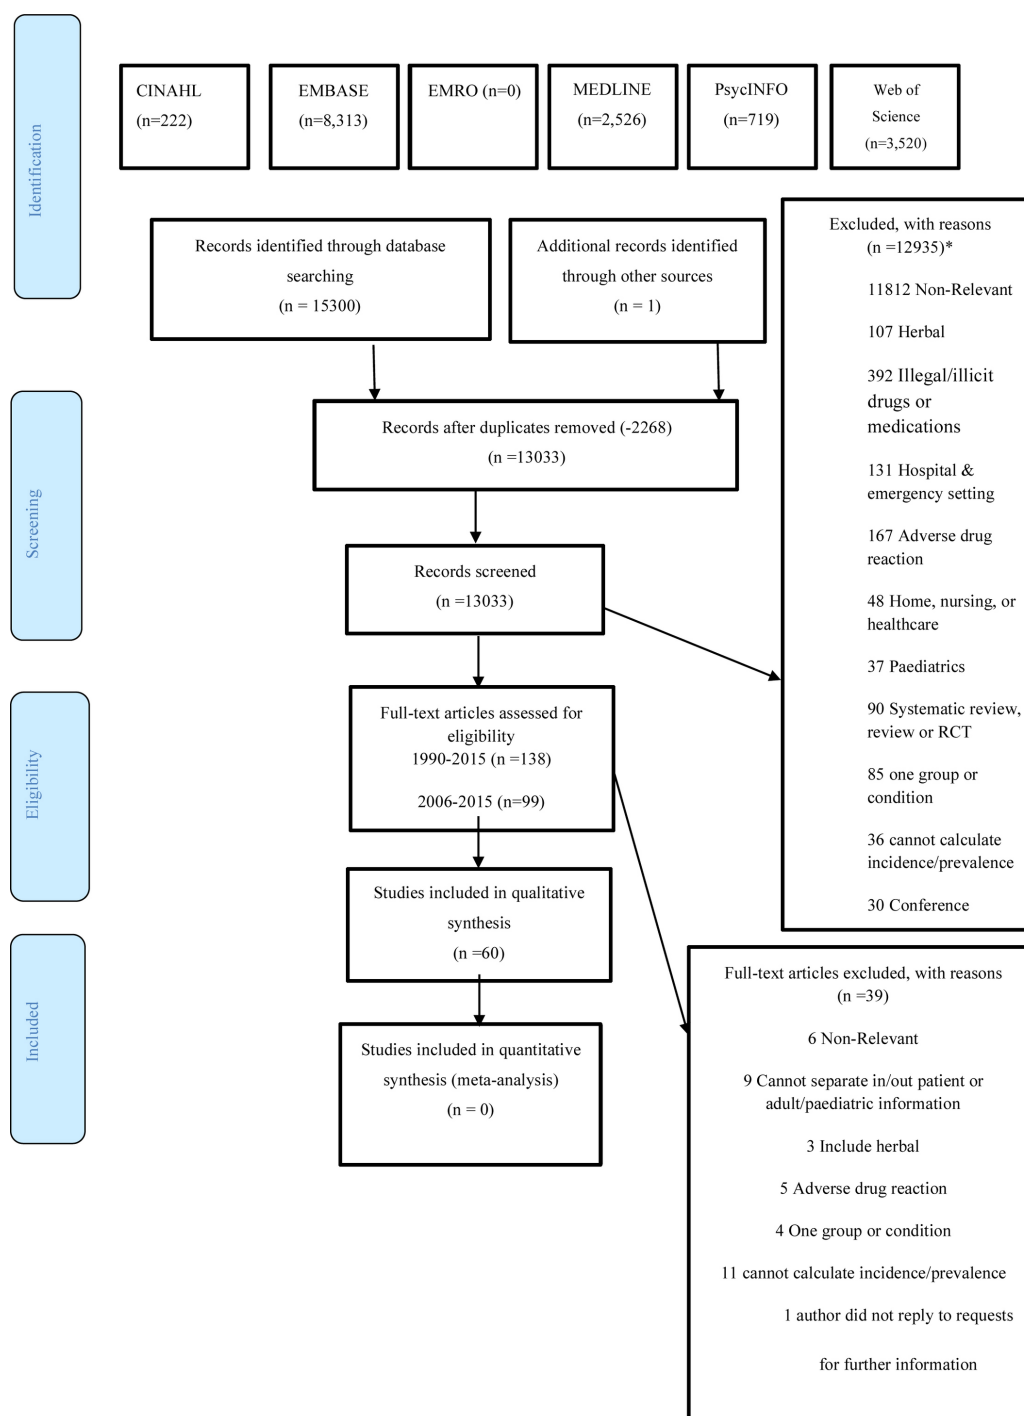 Identification
CINAHL
(n=222)
EMBASE
(n=8,313)
EMRO (n=0)
MEDLINE
(n=2,526)
PsycINFO
(n=719)
Web of
Science
(n=3,520)
Records identified through database
searching
(n = 15300)
Additional records identified
through other sources
(n = 1)
Excluded, with reasons
(n =12935)*
11812 Non-Relevant
107 Herbal
392 Illegal/illicit
drugs or
medications
131 Hospital &
emergency setting
167 Adverse drug
reaction
48 Home, nursing, or
healthcare
37 Paediatrics
90 Systematic review,
review or RCT
85 one group or
condition
36 cannot calculate
incidence/prevalence
30 Conference
Screening
Records after duplicates removed (-2268)
(n =13033)
Records screened
(n =13033)
Eligibility
Full-text articles assessed for
eligibility
1990-2015 (n =138)
2006-2015 (n=99)
Studies included in qualitative
synthesis
(n =60)
Included
Studies included in quantitative
synthesis (meta-analysis)
(n = 0)
Full-text articles excluded, with reasons
(n =39)
6 Non-Relevant
9 Cannot separate in/out patient or
adult/paediatric information
3 Include herbal
5 Adverse drug reaction
4 One group or condition
11 cannot calculate incidence/prevalence
1 author did not reply to requests
for further information